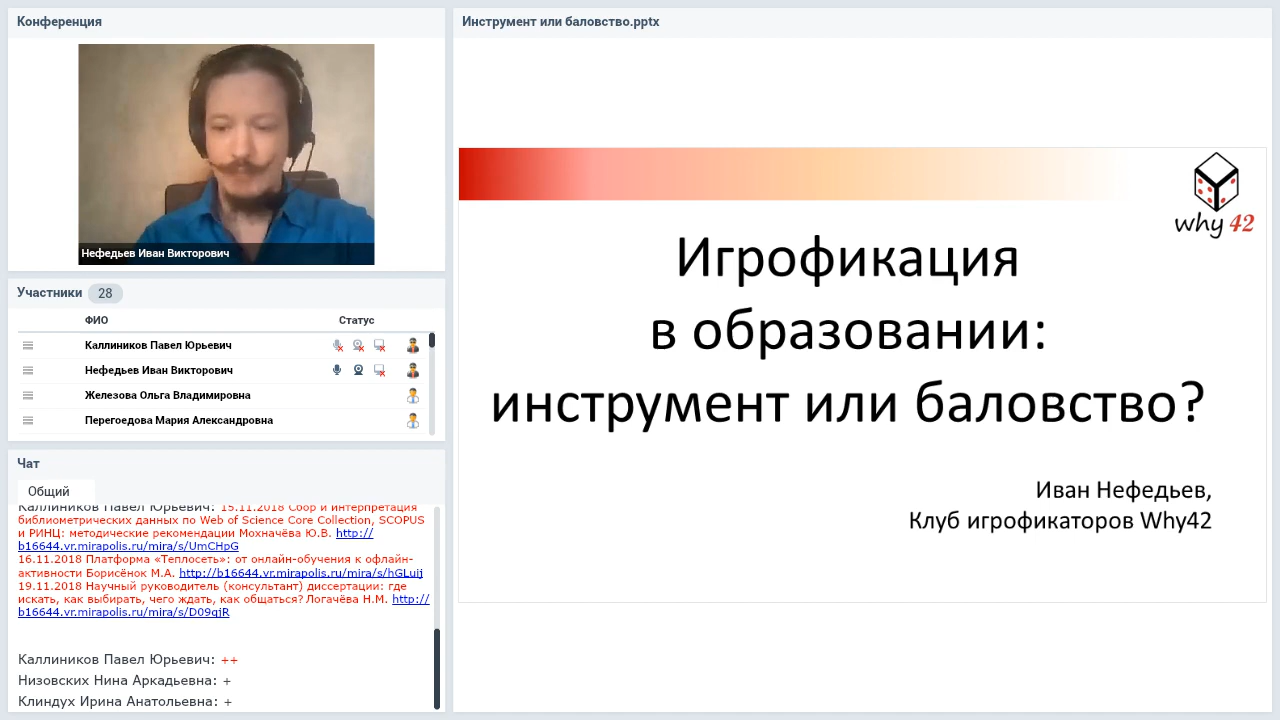 Конференция
Нефедьев Иван Викторович
Участники 28
ФИО Статус
Каллиников Павел Юрьевич
Нефедьев Иван Викторович
Железова Ольга Владимировна
Перегоедова Мария Александровна
Чат
Общий
Каллиников Павел Юрьевич: 15.11.2018 Сбор и интерпретация
библиометрических данных по Web of Science Core Collection, SCOPUS
и РИНЦ: методические рекомендации Мохначёва Ю.В. http://
b16644.vr.mirapolis.ru/mira/s/UmCHpG
16.11.2018 Платформа «Теплосеть»: от онлайн-обучения к офлайн-
активности Борисёнок М.А. http://b16644.vr.mirapolis.ru/mira/s/hGLuij
19.11.2018 Научный руководитель (консультант) диссертации: где
искать, как выбирать, чего ждать, как общаться? Логачёва Н.М. http://
b16644.vr.mirapolis.ru/mira/s/D09qjR
Каллиников Павел Юрьевич: ++
Низовских Нина Аркадьевна: +
Клиндух Ирина Анатольевна: +
Инструмент или баловство.pptx
why 42
Игрофикация
в образовании:
инструмент или баловство?
Иван Нефедьев,
Клуб игрофикаторов Why42